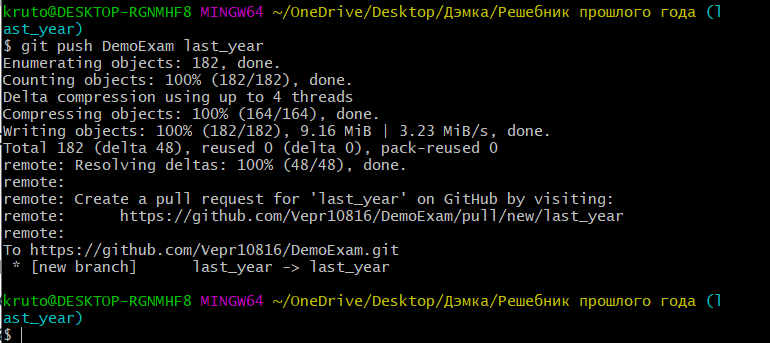 kruto@DESKTOP-RGNMHF8 MINGW64 ~/OneDrive/Desktop/Дэмка/Решебник прошлого года (l
ast_year)
$ git push DemoExam last_year
Enumerating objects: 182, done.
Counting objects: 100% (182/182), done.
Delta compression using up to 4 threads
Compressing objects: 100% (164/164), done.
Writing objects: 100% (182/182), 9.16 MiB | 3.23 MiB/s, done.
Total 182 (delta 48), reused 0 (delta 0), pack-reused 0
remote: Resolving deltas: 100% (48/48), done.
remote:
remote: Create a pull request for 'last_year' on GitHub by visiting:
remote:      https://github.com/Vepr10816/DemoExam/pull/new/last_year
remote:
To https://github.com/Vepr10816/DemoExam.git
 * [new branch]      last_year -> last_year

kruto@DESKTOP-RGNMHF8 MINGW64 ~/OneDrive/Desktop/Дэмка/Решебник прошлого года (l
ast_year)
$